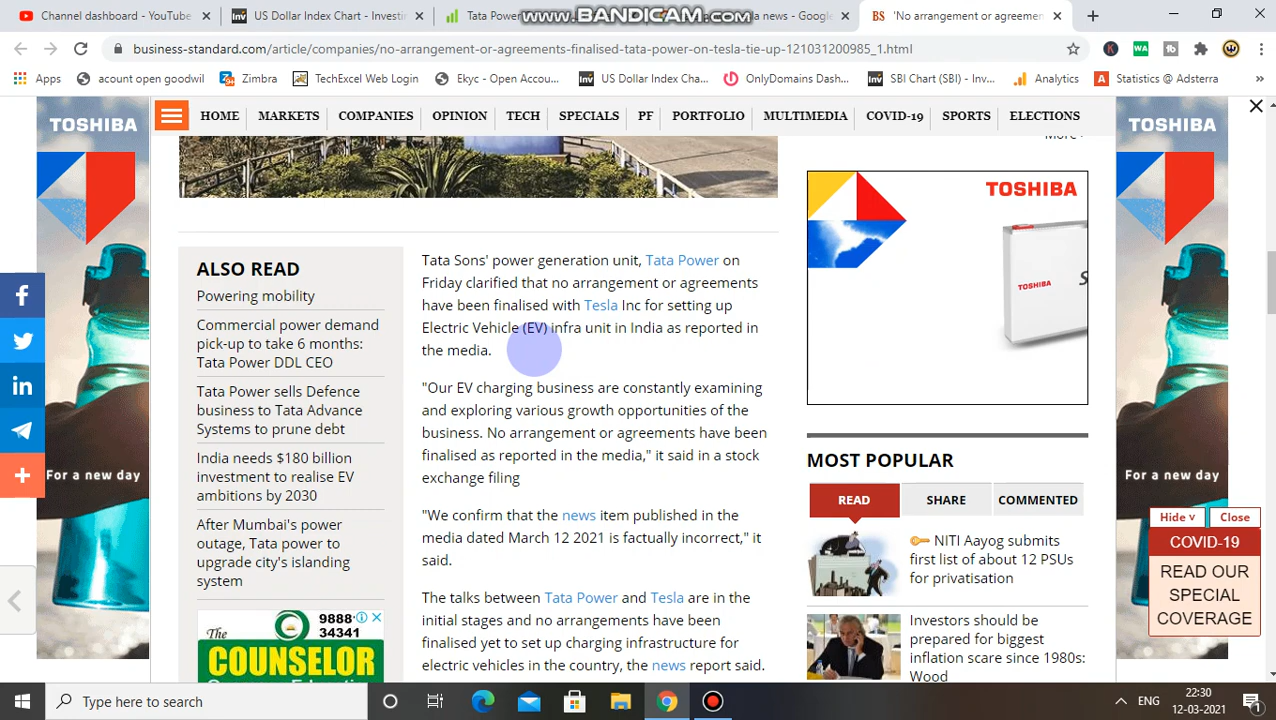 Channel dashboard - YouTube
US Dollar Index Chart - Investin
Tata Powe
www.BANDICAM.com
a news - Google
BS 'No arrangement or agreemen
business-standard.com/article/companies/no-arrangement-or-agreements-finalised-tata-power-on-tesla-tie-up-121031200985_1.html
Apps
acount open goodwil
Zimbra
TechExcel Web Login
Ekyc - Open Accou...
US Dollar Index Cha...
OnlyDomains Dash...
SBI Chart (SBI) - Inv...
Analytics
Statistics @ Adsterra
HOME MARKETS COMPANIES OPINION TECH SPECIALS PF PORTFOLIO MULTIMEDIA COVID-19 SPORTS ELECTIONS
More
TOSHIBA
For a new day
ALSO READ
Powering mobility
Commercial power demand
pick-up to take 6 months:
Tata Power DDL CEO
Tata Power sells Defence
business to Tata Advance
Systems to prune debt
India needs $180 billion
investment to realise EV
ambitions by 2030
After Mumbai's power
outage, Tata power to
upgrade city's islanding
system
The
9888
34341
COUNSELOR
Tata Sons' power generation unit, Tata Power on
Friday clarified that no arrangement or agreements
have been finalised with Tesla Inc for setting up
Electric Vehicle (EV) infra unit in India as reported in
the media.
"Our EV charging business are constantly examining
and exploring various growth opportunities of the
business. No arrangement or agreements have been
finalised as reported in the media," it said in a stock
exchange filing
"We confirm that the news item published in the
media dated March 12 2021 is factually incorrect," it
said.
The talks between Tata Power and Tesla are in the
initial stages and no arrangements have been
finalised yet to set up charging infrastructure for
electric vehicles in the country, the news report said.
TOSHIBA
TOSHIBA
MOST POPULAR
READ SHARE COMMENTED
NITI Aayog submits
first list of about 12 PSUs
for privatisation
Investors should be
prepared for biggest
inflation scare since 1980s:
Wood
TOSHIBA
For a new day
Hide v
Close
COVID-19
READ OUR
SPECIAL
COVERAGE
Type here to search
ENG
22:30
12-03-2021
1